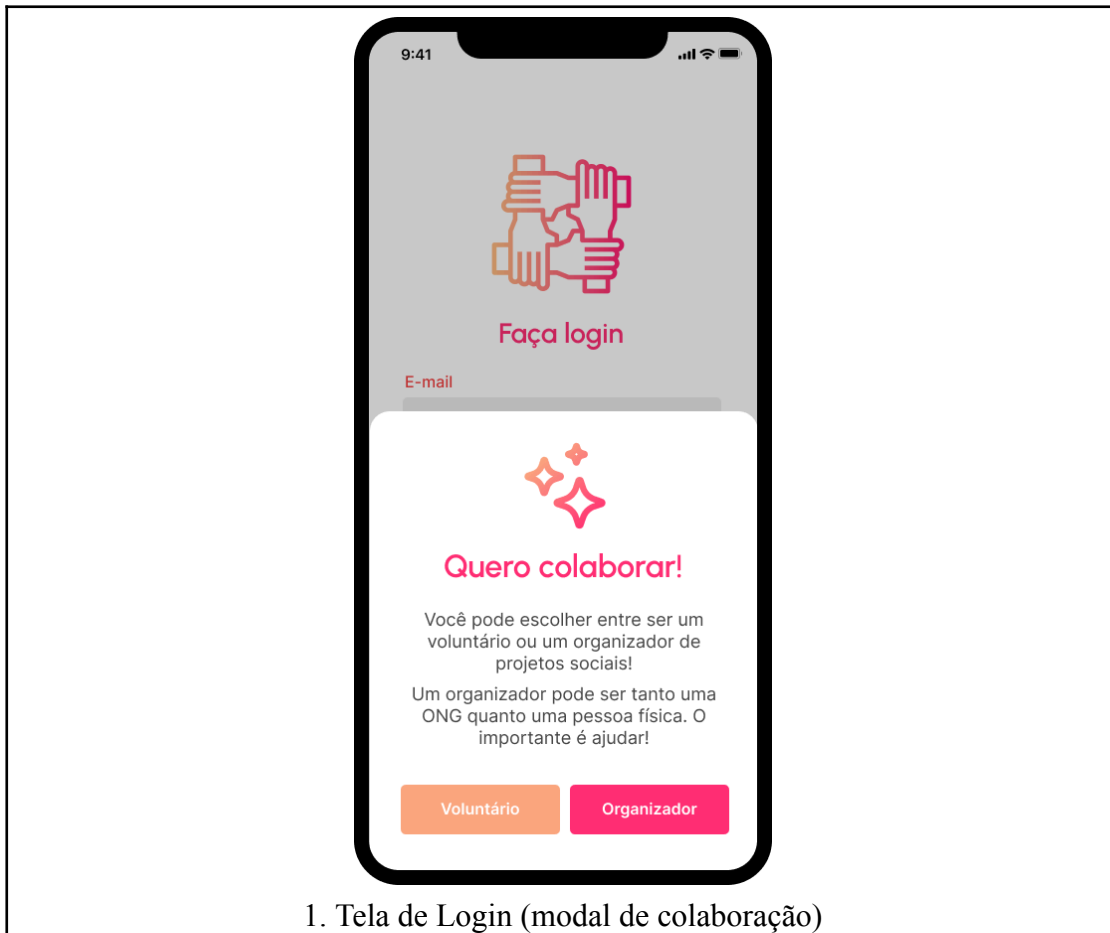 9:41
Faça login
E-mail
Quero colaborar!
Você pode escolher entre ser um
voluntário ou um organizador de
projetos sociais!
Um organizador pode ser tanto uma
ONG quanto uma pessoa física. O
importante é ajudar!
Voluntário
Organizador
1. Tela de Login (modal de colaboração)